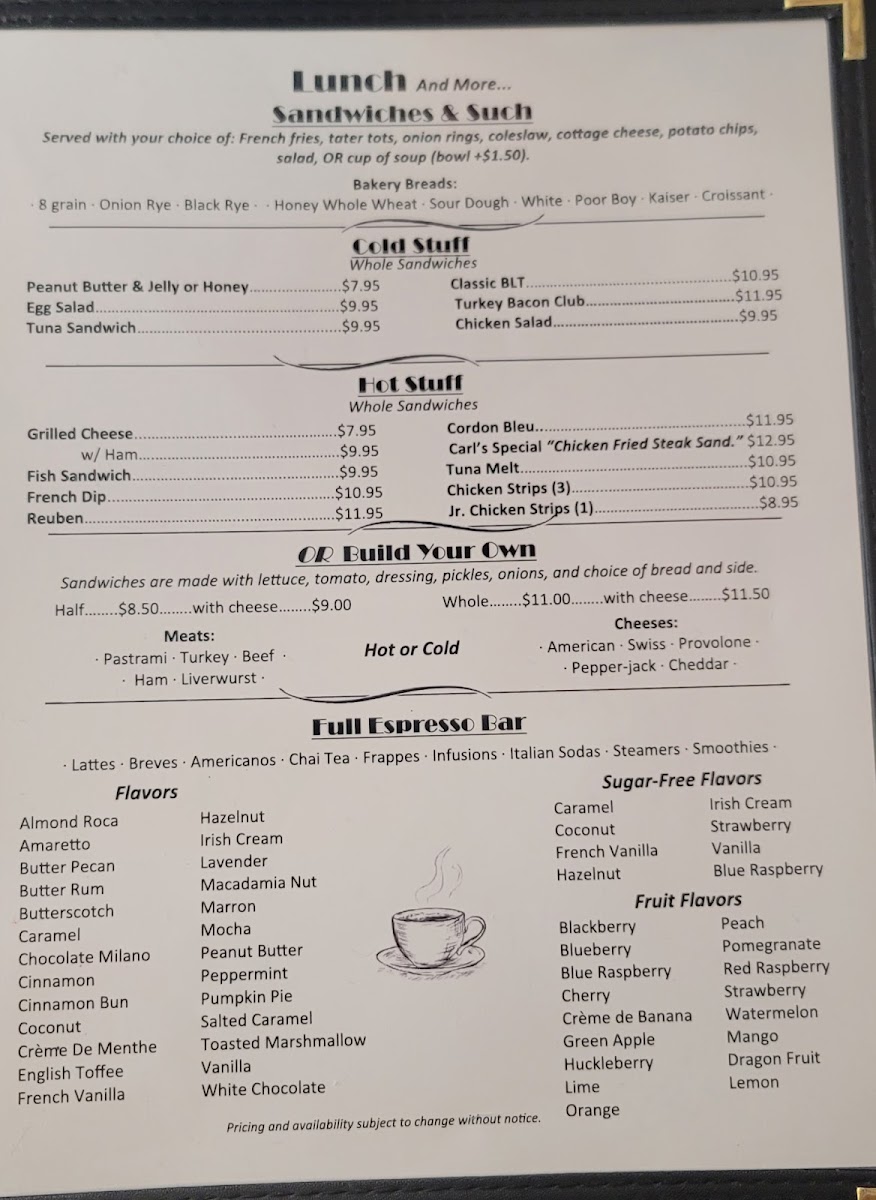 Lunch And More...
Sandwiches & Such
Served with your choice of: French fries, tater tots, onion rings, coleslaw, cottage cheese, potato chips,
salad, OR cup of soup (bowl +$1.50).
Bakery Breads:
· 8 grain · Onion Rye · Black Rye · · Honey Whole Wheat · Sour Dough · White · Poor Boy · Kaiser · Croissant ·
Cold Stuff
Whole Sandwiches
Peanut Butter & Jelly or Honey....................$7.95
Egg Salad....................$9.95
Tuna Sandwich....................$9.95
Classic BLT....................$10.95
Turkey Bacon Club....................$11.95
Chicken Salad....................$9.95
Hot Stuff
Whole Sandwiches
Grilled Cheese....................$7.95
w/ Ham....................$9.95
Fish Sandwich....................$9.95
French Dip....................$10.95
Reuben....................$11.95
Cordon Bleu....................$11.95
Carl's Special "Chicken Fried Steak Sand." $12.95
Tuna Melt....................$10.95
Chicken Strips (3)....................$10.95
Jr. Chicken Strips (1)....................$8.95
OR Build Your Own
Sandwiches are made with lettuce, tomato, dressing, pickles, onions, and choice of bread and side.
Half........$8.50........with cheese........$9.00
Whole........$11.00........with cheese........$11.50
Meats:
· Pastrami · Turkey · Beef ·
· Ham · Liverwurst ·
Hot or Cold
Cheeses:
· American · Swiss · Provolone ·
· Pepper-jack · Cheddar ·
Full Espresso Bar
· Lattes · Breves · Americanos · Chai Tea · Frappes · Infusions · Italian Sodas · Steamers · Smoothies ·
Flavors
Almond Roca
Amaretto
Butter Pecan
Butter Rum
Butterscotch
Caramel
Chocolate Milano
Cinnamon
Cinnamon Bun
Coconut
Crème De Menthe
English Toffee
French Vanilla
Hazelnut
Irish Cream
Lavender
Macadamia Nut
Marron
Mocha
Peanut Butter
Peppermint
Pumpkin Pie
Salted Caramel
Toasted Marshmallow
Vanilla
White Chocolate
Sugar-Free Flavors
Caramel
Coconut
French Vanilla
Hazelnut
Irish Cream
Strawberry
Vanilla
Blue Raspberry
Fruit Flavors
Blackberry
Blueberry
Blue Raspberry
Cherry
Crème de Banana
Green Apple
Huckleberry
Lime
Orange
Peach
Pomegranate
Red Raspberry
Strawberry
Watermelon
Mango
Dragon Fruit
Lemon
Pricing and availability subject to change without notice.